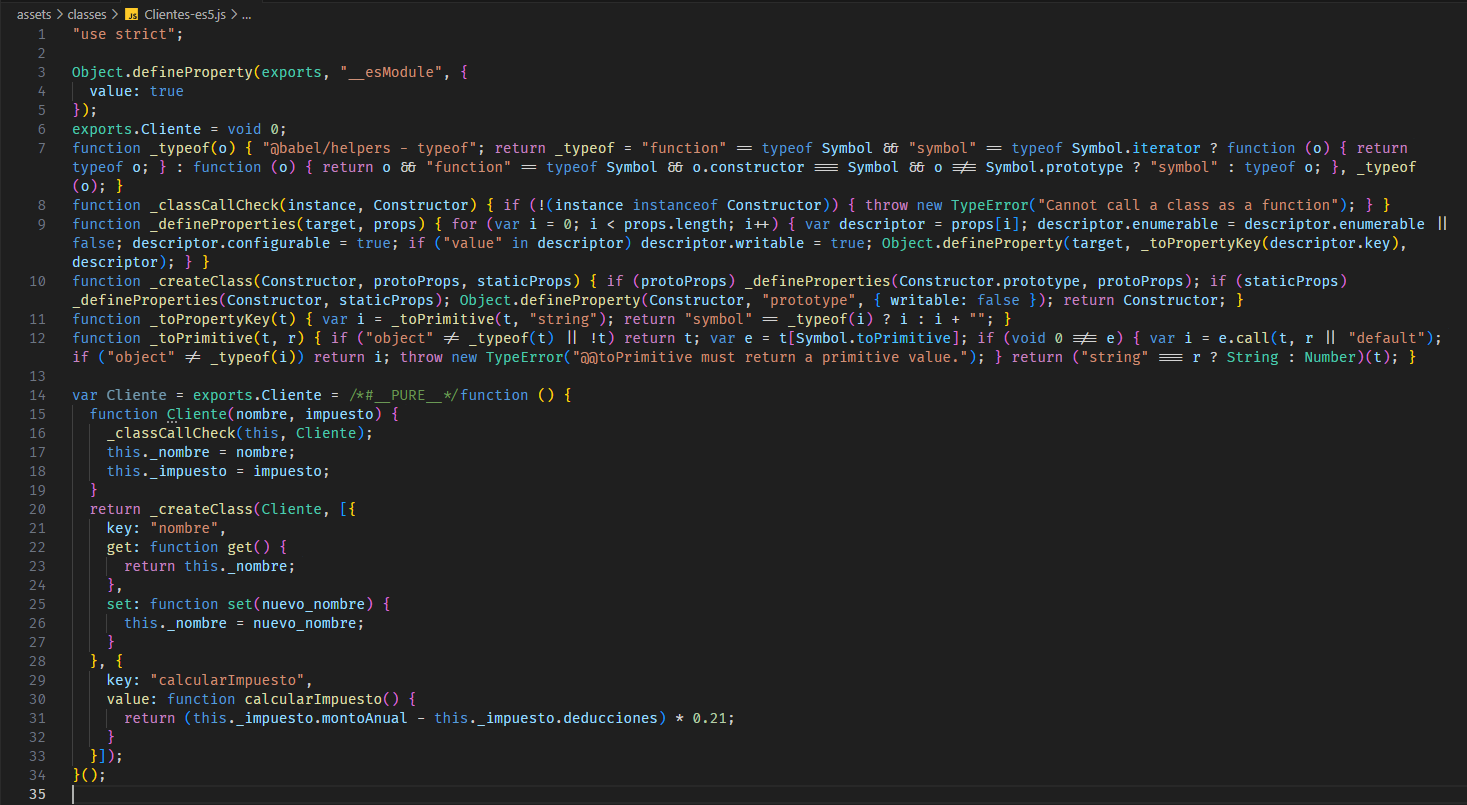 assets > classes > JS Clientes-es5.js > ...
1 "use strict";
2
3 Object.defineProperty(exports, "__esModule", {
4   value: true
5 });
6 exports.Cliente = void 0;
7 function _typeof(o) { "@babel/helpers - typeof"; return _typeof = "function" == typeof Symbol && "symbol" == typeof Symbol.iterator ? function (o) { return
typeof o; } : function (o) { return o && "function" == typeof Symbol && o.constructor === Symbol && o !== Symbol.prototype ? "symbol" : typeof o; }, _typeof
(o); }
8 function _classCallCheck(instance, Constructor) { if (!(instance instanceof Constructor)) { throw new TypeError("Cannot call a class as a function"); } }
9 function _defineProperties(target, props) { for (var i = 0; i < props.length; i++) { var descriptor = props[i]; descriptor.enumerable = descriptor.enumerable ||
false; descriptor.configurable = true; if ("value" in descriptor) descriptor.writable = true; Object.defineProperty(target, _toPropertyKey(descriptor.key),
descriptor); } }
10 function _createClass(Constructor, protoProps, staticProps) { if (protoProps) _defineProperties(Constructor.prototype, protoProps); if (staticProps)
_defineProperties(Constructor, staticProps); Object.defineProperty(Constructor, "prototype", { writable: false }); return Constructor; }
11 function _toPropertyKey(t) { var i = _toPrimitive(t, "string"); return "symbol" == _typeof(i) ? i : i + ""; }
12 function _toPrimitive(t, r) { if ("object" != _typeof(t) || !t) return t; var e = t[Symbol.toPrimitive]; if (void 0 !== e) { var i = e.call(t, r || "default");
if ("object" != _typeof(i)) return i; throw new TypeError("@@toPrimitive must return a primitive value."); } return ("string" === r ? String : Number)(t); }
13
14 var Cliente = exports.Cliente = /*#__PURE__*/function () {
15   function Cliente(nombre, impuesto) {
16     _classCallCheck(this, Cliente);
17     this._nombre = nombre;
18     this._impuesto = impuesto;
19   }
20   return _createClass(Cliente, [{
21     key: "nombre",
22     get: function get() {
23       return this._nombre;
24     },
25     set: function set(nuevo_nombre) {
26       this._nombre = nuevo_nombre;
27     }
28   }, {
29     key: "calcularImpuesto",
30     value: function calcularImpuesto() {
31       return (this._impuesto.montoAnual - this._impuesto.deducciones) * 0.21;
32     }
33   }]);
34 }();
35